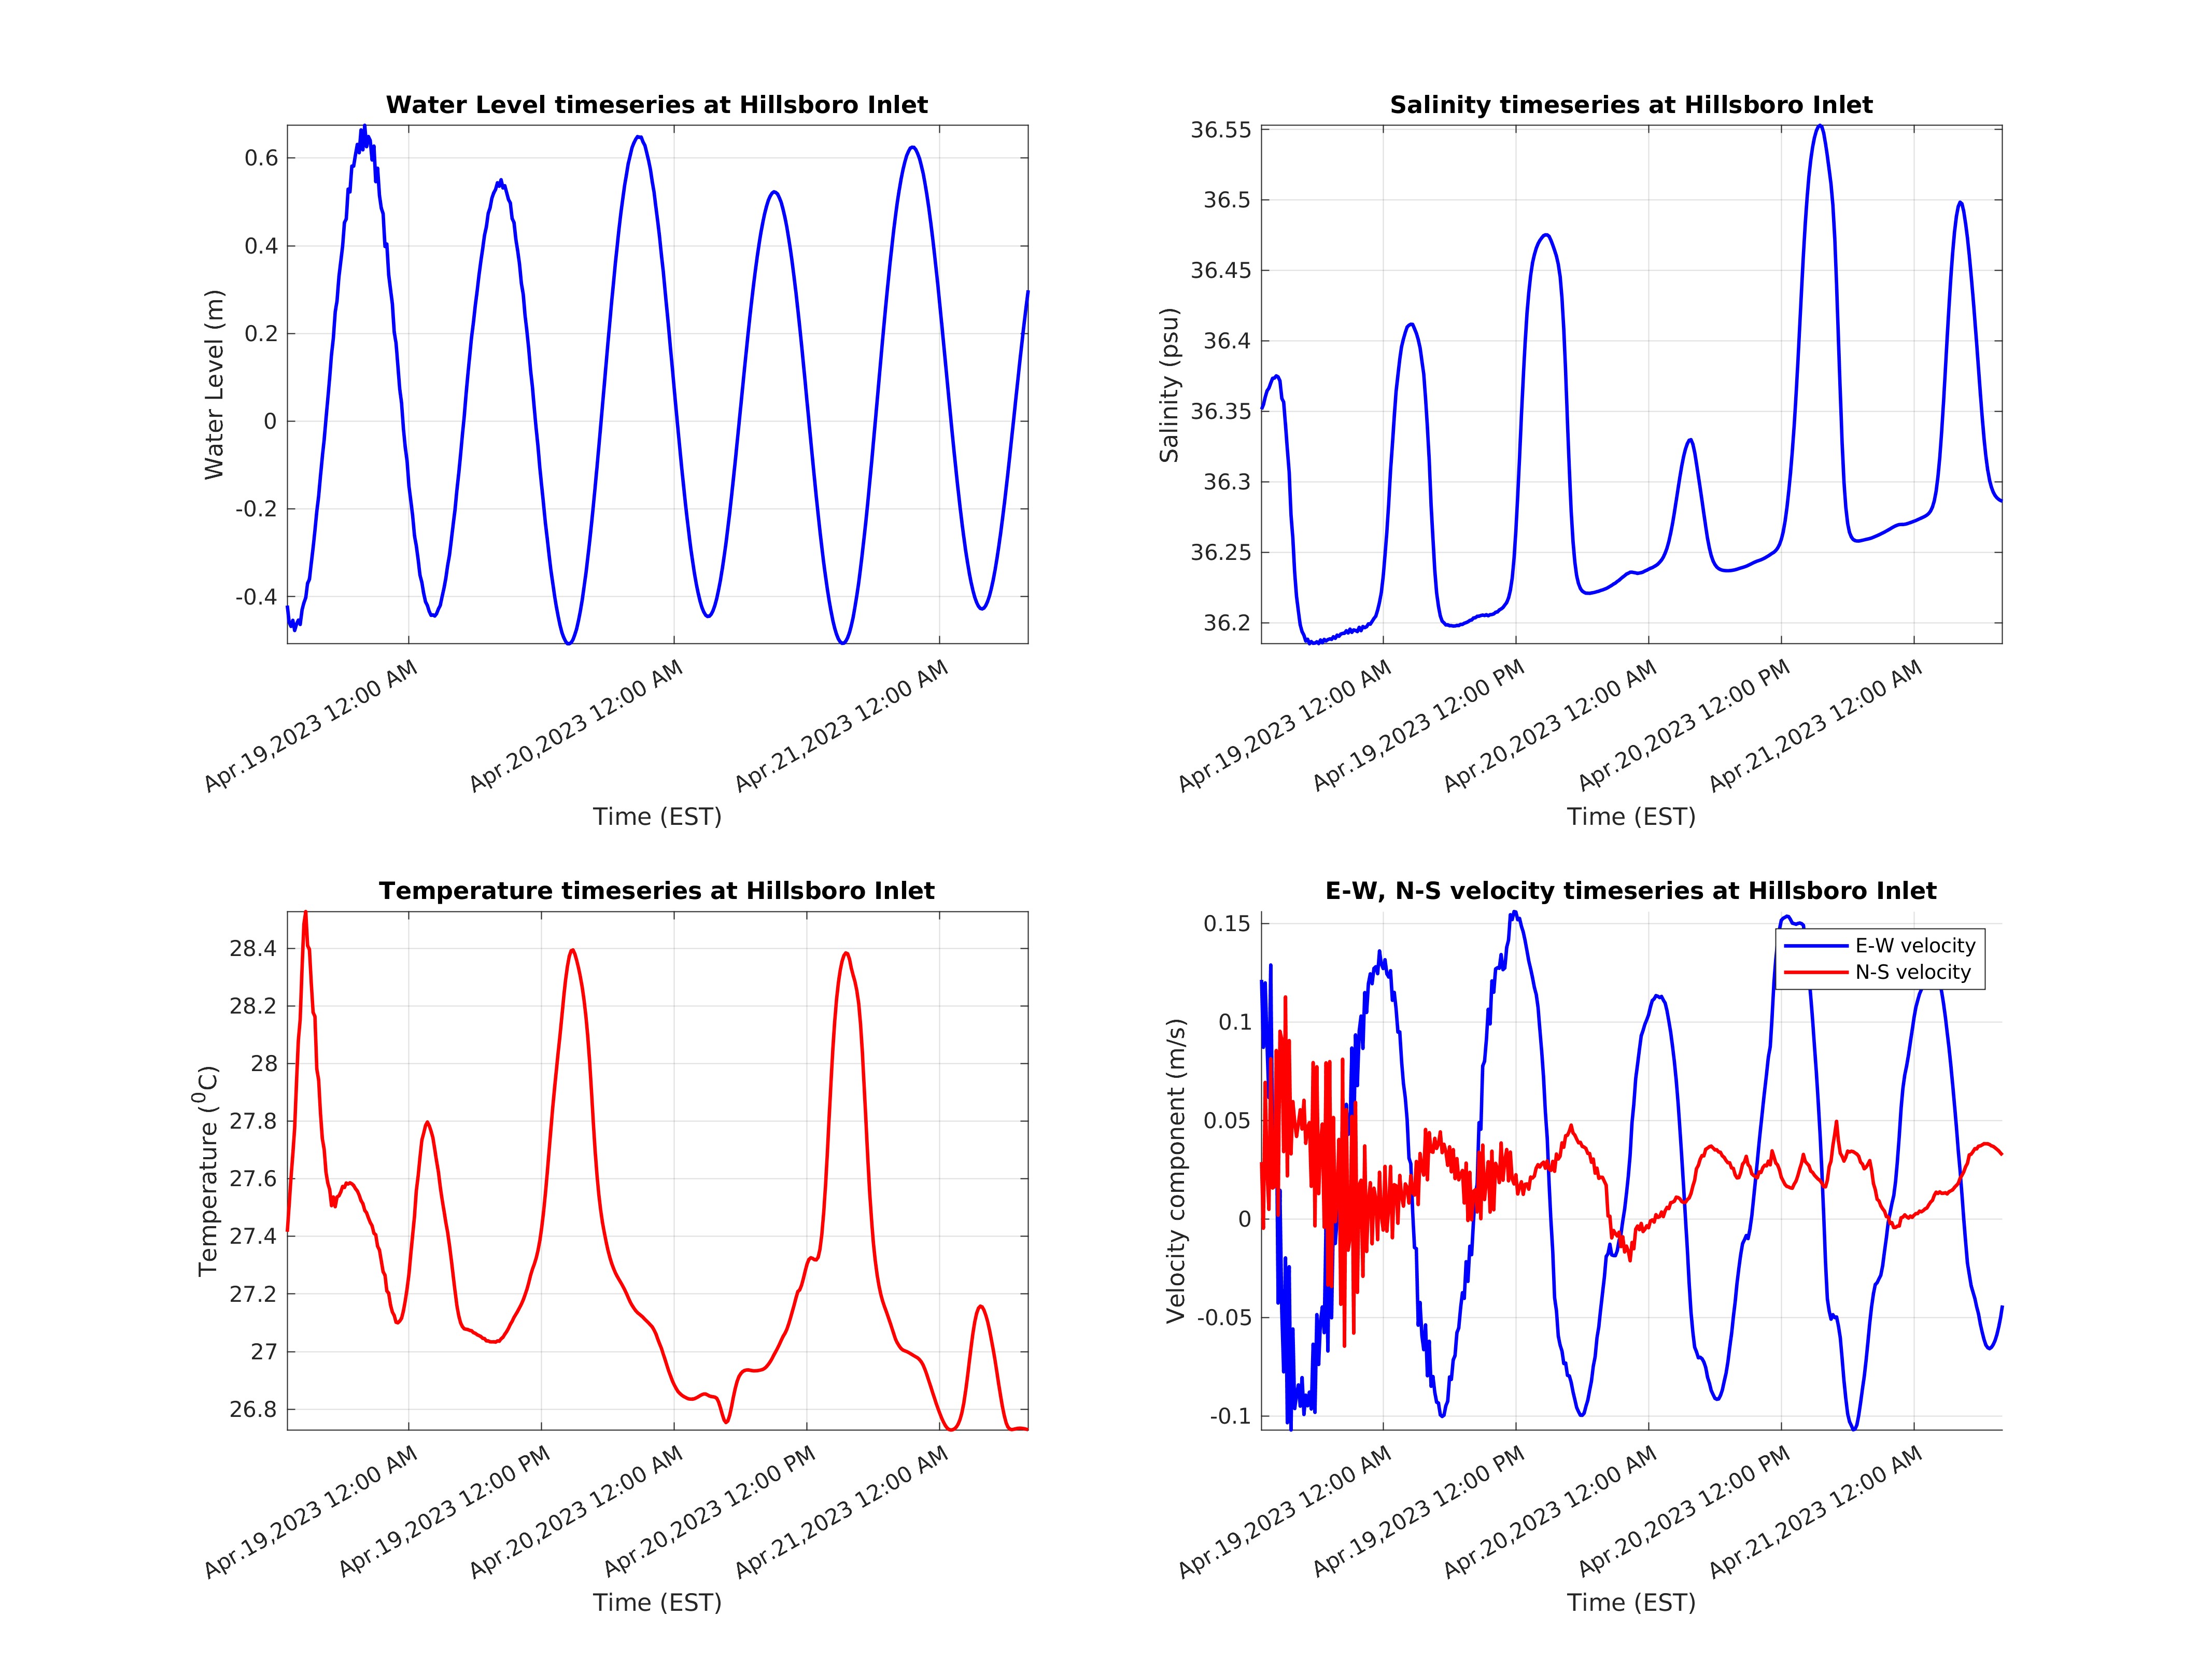 Water Level timeseries at Hillsboro Inlet
Water Level (m)
0.6
0.4
0.2
0
-0.2
-0.4
Apr.19,2023 12:00 AM
Apr.20,2023 12:00 AM
Apr.21,2023 12:00 AM
Time (EST)
Salinity timeseries at Hillsboro Inlet
Salinity (psu)
36.55
36.5
36.45
36.4
36.35
36.3
36.25
36.2
Apr.19,2023 12:00 AM
Apr.19,2023 12:00 PM
Apr.20,2023 12:00 AM
Apr.20,2023 12:00 PM
Apr.21,2023 12:00 AM
Time (EST)
Temperature timeseries at Hillsboro Inlet
Temperature (⁰C)
28.4
28.2
28
27.8
27.6
27.4
27.2
27
26.8
Apr.19,2023 12:00 AM
Apr.19,2023 12:00 PM
Apr.20,2023 12:00 AM
Apr.20,2023 12:00 PM
Apr.21,2023 12:00 AM
Time (EST)
E-W, N-S velocity timeseries at Hillsboro Inlet
Velocity component (m/s)
0.15
0.1
0.05
0
-0.05
-0.1
E-W velocity
N-S velocity
Apr.19,2023 12:00 AM
Apr.19,2023 12:00 PM
Apr.20,2023 12:00 AM
Apr.20,2023 12:00 PM
Apr.21,2023 12:00 AM
Time (EST)